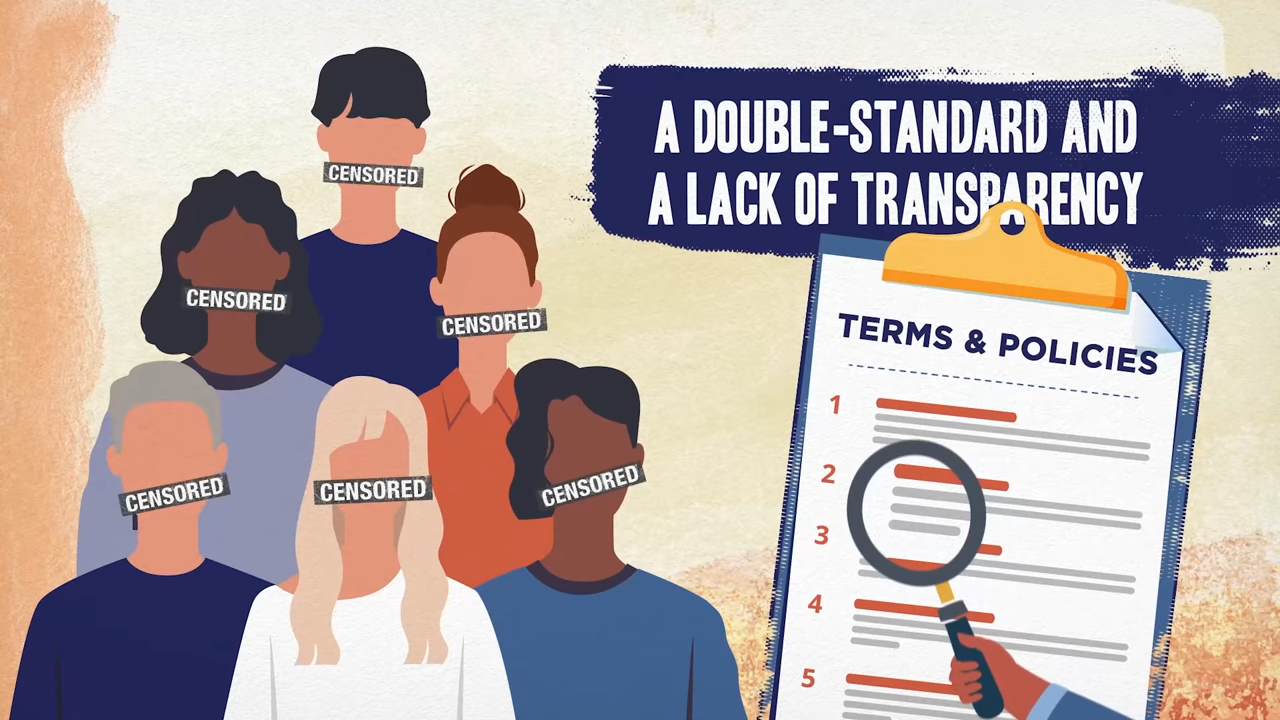 A DOUBLE-STANDARD AND
A LACK OF TRANSPARENCY
CENSORED
CENSORED
CENSORED
CENSORED
CENSORED
CENSORED
TERMS & POLICIES
1
2
3
4
5